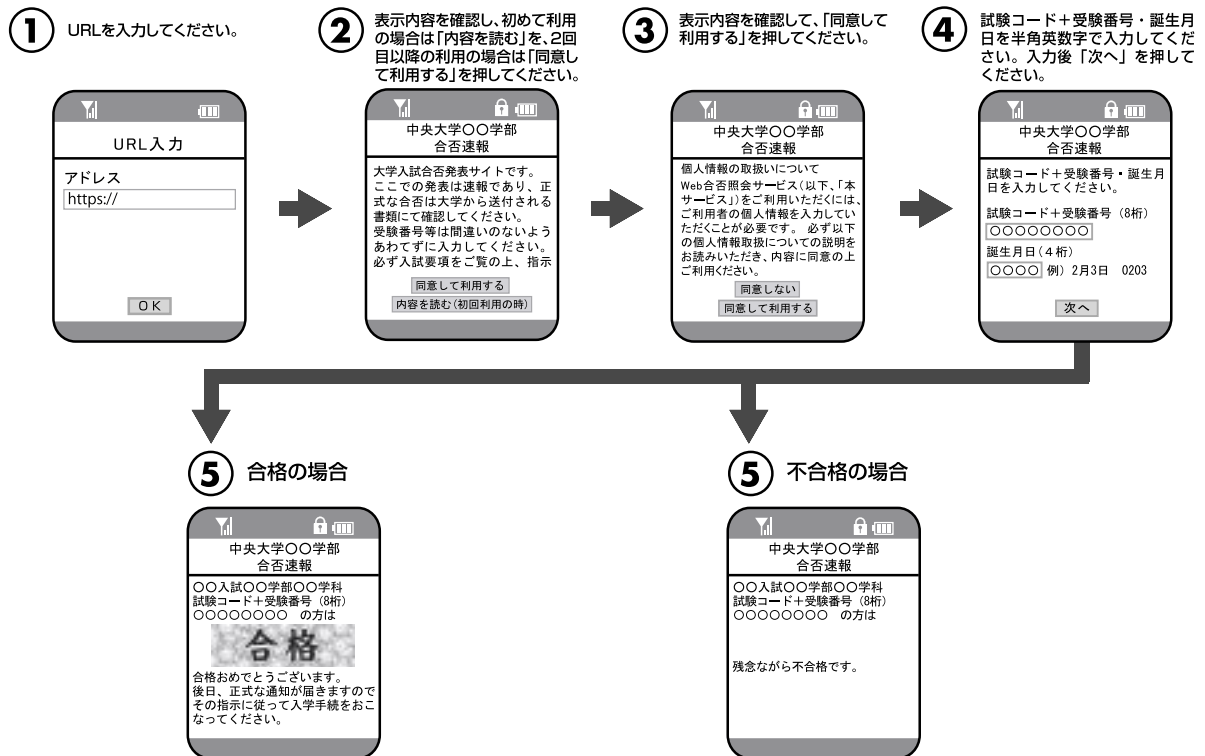 1 URLを入力してください。
2 表示内容を確認し、初めて利用
の場合は「内容を読む」を、2回
目以降の利用の場合は「同意し
て利用する」を押してください。
3 表示内容を確認して、「同意して
利用する」を押してください。
4 試験コード＋受験番号・誕生月
日を半角英数字で入力してくだ
さい。入力後「次へ」を押して
ください。
URL入力
アドレス
https://
OK
中央大学〇〇学部
合否速報
大学入試合否発表サイトです。
ここでの発表は速報であり、正
式な合否は大学から送付される
書類にて確認してください。
受験番号等は間違いのないよう
あわてずに入力してください。
必ず入試要項をご覧の上、指示
同意して利用する
内容を読む(初回利用の時)
中央大学〇〇学部
合否速報
個人情報の取扱いについて
Web合否照会サービス(以下、「本
サービス」)をご利用いただくには、
ご利用者の個人情報を入力してい
ただくことが必要です。 必ず以下
の個人情報取扱についての説明を
お読みいただき、内容に同意の上
ご利用ください。
同意しない
同意して利用する
中央大学〇〇学部
合否速報
試験コード＋受験番号・誕生月
日を入力してください。
試験コード＋受験番号（8桁）
〇〇〇〇〇〇〇〇
誕生月日(４桁)
〇〇〇〇 例）2月3日 0203
次へ
5 合格の場合
中央大学〇〇学部
合否速報
〇〇入試〇〇学部〇〇学科
試験コード＋受験番号（8桁）
〇〇〇〇〇〇〇〇 の方は
合格
合格おめでとうございます。
後日、正式な通知が届きますので
その指示に従って入学手続をおこ
なってください。
5 不合格の場合
中央大学〇〇学部
合否速報
〇〇入試〇〇学部〇〇学科
試験コード＋受験番号（8桁）
〇〇〇〇〇〇〇〇 の方は
残念ながら不合格です。